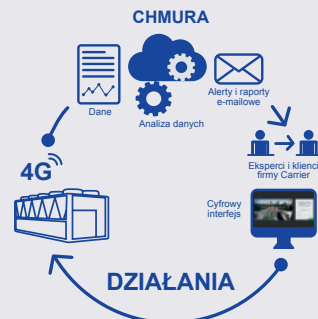 CHMURA
Dane
Analiza danych
Alerty i raporty
e-mailowe
4G
Eksperci i klienci
firmy Carrier
Cyfrowy
interfejs
DZIAŁANIA